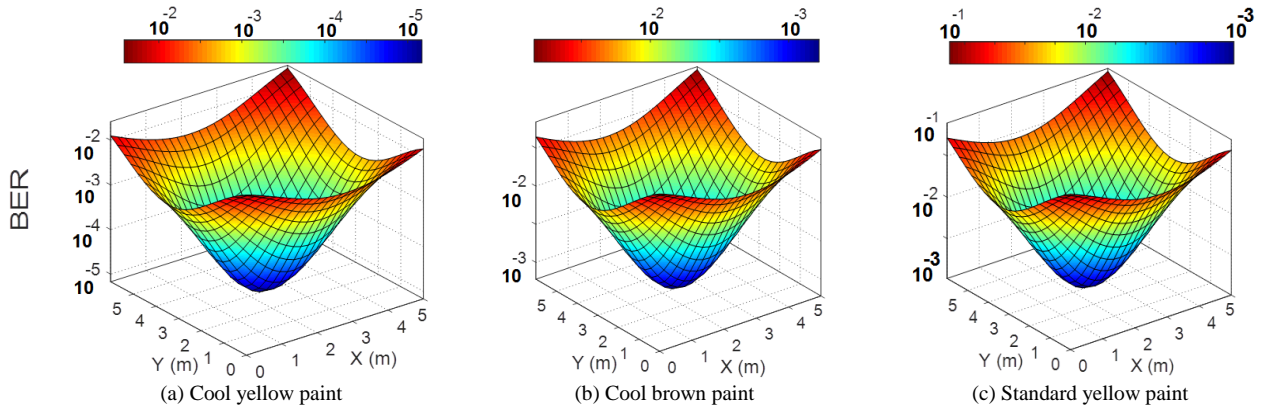 10^-2 10^-3 10^-4 10^-5
10^-2 10^-3
10^-1 10^-2 10^-3
BER
10^-2
10^-3
10^-4
10^-5
5 4 3 2 1 0
Y (m)
0 1 2 3 4 5
X (m)
(a) Cool yellow paint
10^-2
10^-3
5 4 3 2 1 0
Y (m)
0 1 2 3 4 5
X (m)
(b) Cool brown paint
10^-1
10^-2
10^-3
5 4 3 2 1 0
Y (m)
0 1 2 3 4 5
X (m)
(c) Standard yellow paint